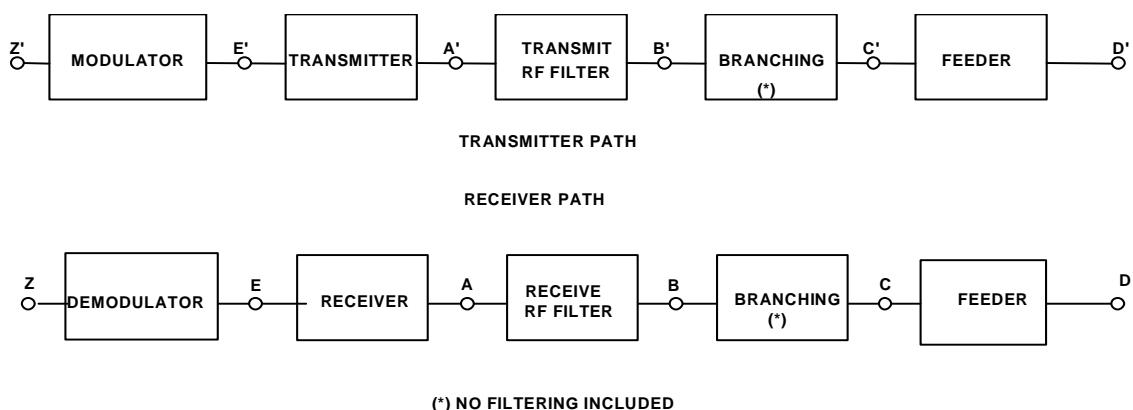 Z' MODULATOR E' TRANSMITTER A' TRANSMIT RF FILTER B' BRANCHING (*) C' FEEDER D'
TRANSMITTER PATH
RECEIVER PATH
Z DEMODULATOR E RECEIVER A RECEIVE RF FILTER B BRANCHING (*) C FEEDER D
(*) NO FILTERING INCLUDED